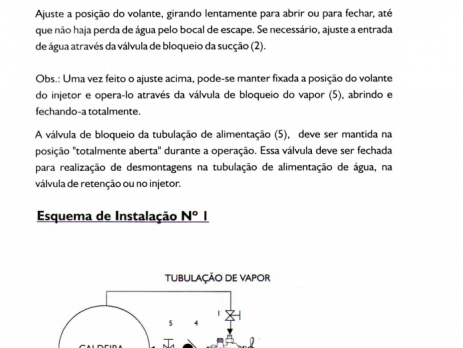 Ajuste a posição do volante, girando lentamente para abrir ou para fechar, até
que não haja perda de água pelo bocal de escape. Se necessário, ajuste a entrada
de água através da válvula de bloqueio da sucção (2).
Obs.: Uma vez feito o ajuste acima, pode-se manter fixada a posição do volante
do injetor e opera-lo através da válvula de bloqueio do vapor (5), abrindo e
fechando-a totalmente.
A válvula de bloqueio da tubulação de alimentação (5), deve ser mantida na
posição "totalmente aberta" durante a operação. Essa válvula deve ser fechada
para realização de desmontagens na tubulação de alimentação de água, na
válvula de retenção ou no injetor.
Esquema de Instalação Nº 1
TUBULAÇÃO DE VAPOR
1
5 4
CALDEIRA